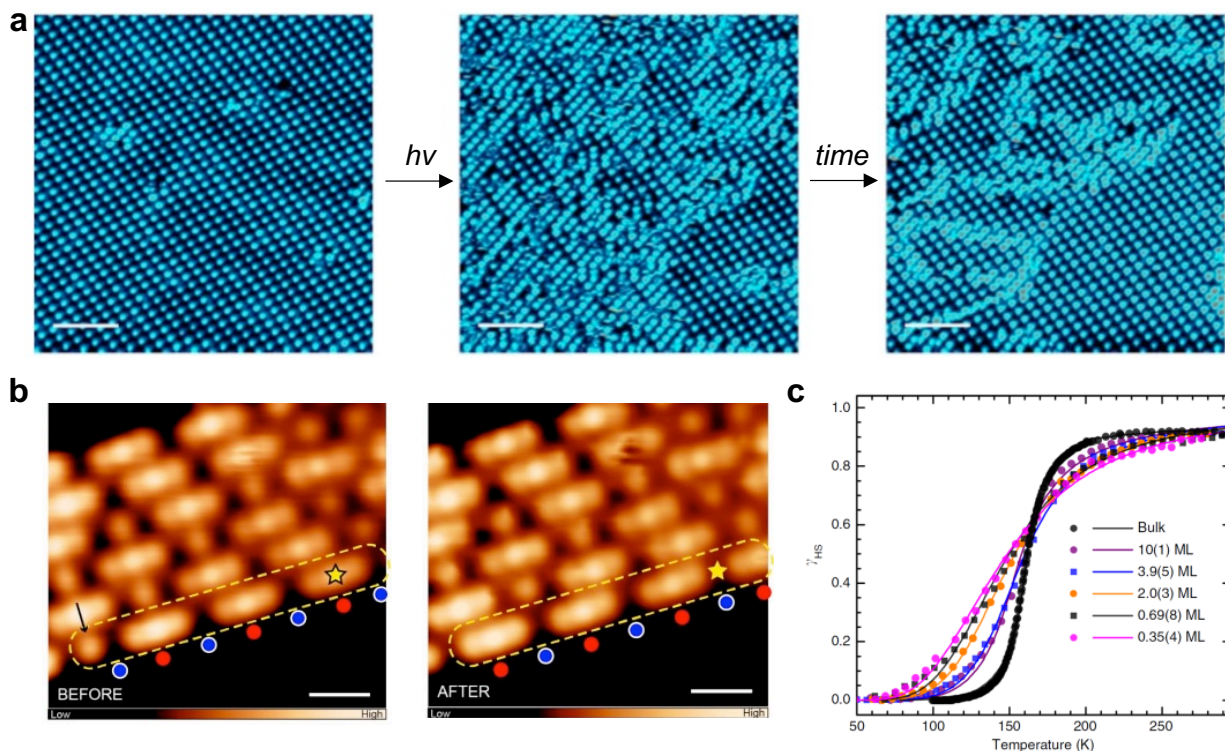 a
hv
time
b
BEFORE
Low
High
AFTER
Low
High
c
1.0
0.8
0.6
0.4
0.2
0.0
γHS
Bulk
10(1) ML
3.9(5) ML
2.0(3) ML
0.69(8) ML
0.35(4) ML
50 100 150 200 250
Temperature (K)